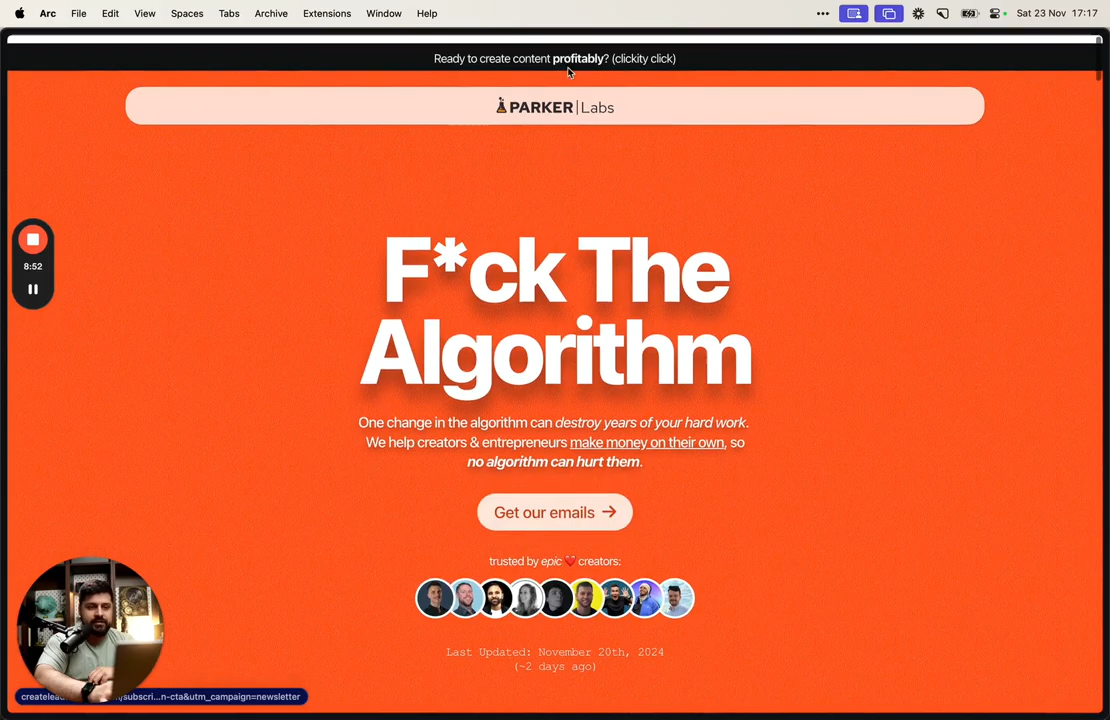 Arc File Edit View Spaces Tabs Archive Extensions Window Help Sat 23 Nov 17:17
Ready to create content profitably? (clickity click)
PARKER|Labs
F*ck The
Algorithm
8:52
One change in the algorithm can destroy years of your hard work.
We help creators & entrepreneurs make money on their own, so
no algorithm can hurt them.
Get our emails →
trusted by epic ❤️ creators:
Last Updated: November 20th, 2024
(~2 days ago)
createlea /subscri...n-cta&utm_campaign=newsletter